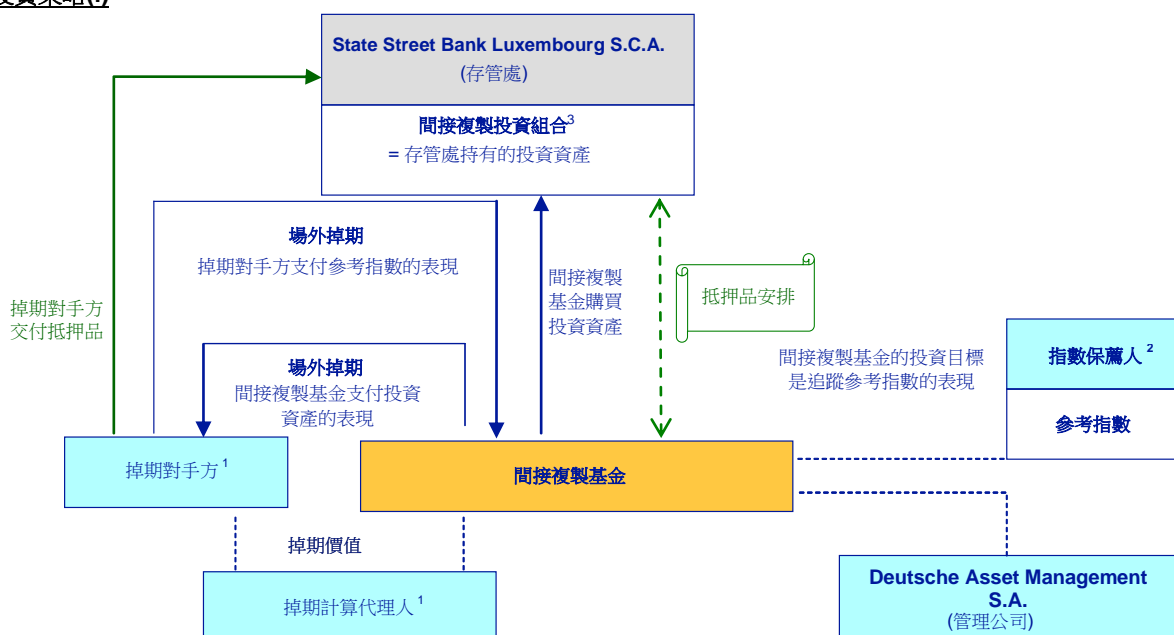 投資策略(I)
State Street Bank Luxembourg S.C.A.
(存管處)
間接複製投資組合3
= 存管處持有的投資資產
場外掉期
掉期對手方支付參考指數的表現
間接複製
基金購買
投資資產
抵押品安排
掉期對手方
交付抵押品
場外掉期
間接複製基金支付投資
資產的表現
間接複製基金的投資目標
是追蹤參考指數的表現
指數保薦人 2
參考指數
掉期對手方 1
間接複製基金
掉期價值
掉期計算代理人 1
Deutsche Asset Management
S.A.
(管理公司)